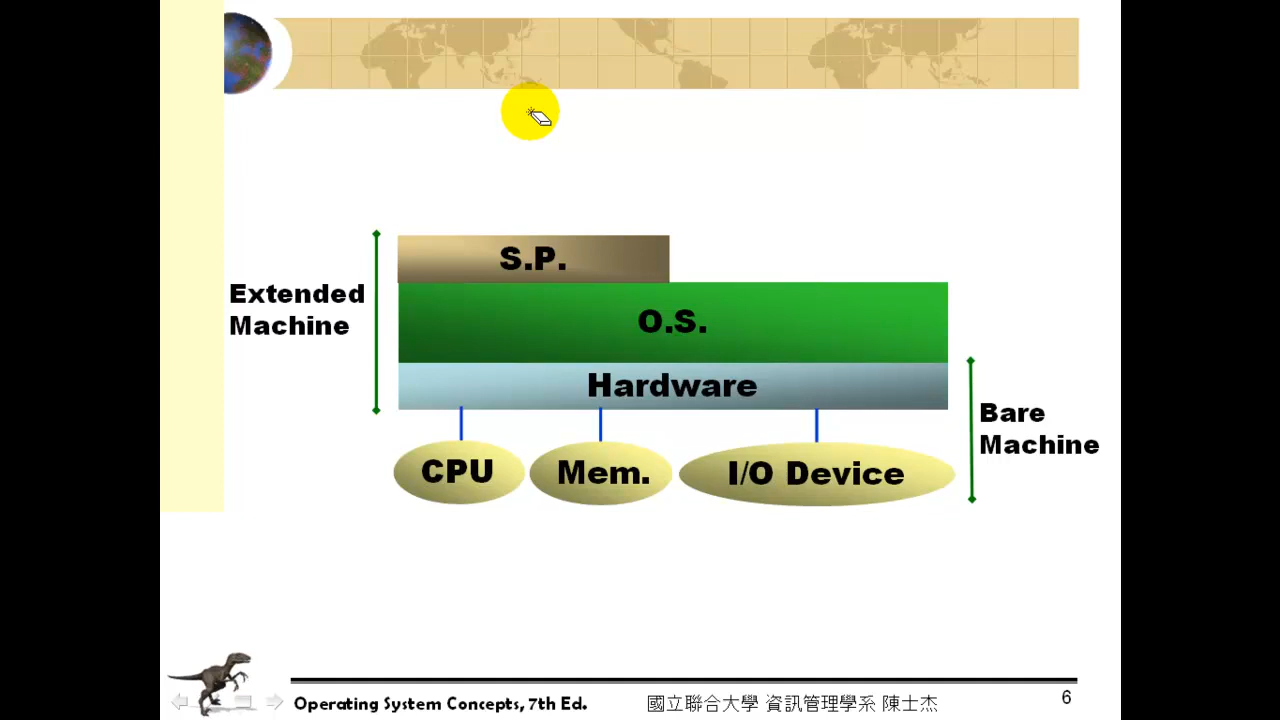 S.P.
Extended
Machine
O.S.
Hardware
Bare
Machine
CPU
Mem.
I/O Device
Operating System Concepts, 7th Ed.
國立聯合大學 資訊管理學系 陳士杰
6